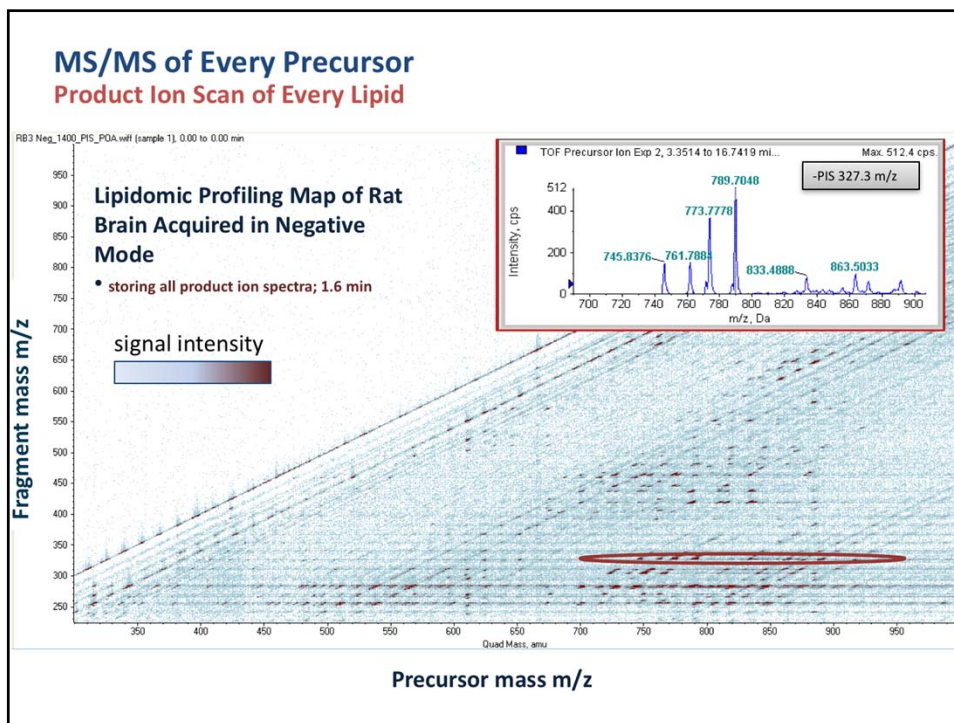 MS/MS of Every Precursor
Product Ion Scan of Every Lipid
RB3 Neg_1400_PIS_POA.wiff (sample 1), 0.00 to 0.00 min
TOF Precursor Ion Exp 2, 3.3514 to 16.7419 mi...
Max. 512.4 cps.
-PIS 327.3 m/z
Intensity, cps
512
400
200
0
789.7048
773.7778
745.8376
761.7884
833.4888
863.5033
700 720 740 760 780 800 820 840 860 880 900
m/z, Da
Lipidomic Profiling Map of Rat
Brain Acquired in Negative
Mode
• storing all product ion spectra; 1.6 min
signal intensity
Fragment mass m/z
950
900
850
800
750
700
650
600
550
500
450
400
350
300
250
350 400 450 500 550 600 650 700 750 800 850 900 950
Quad Mass, amu
Precursor mass m/z